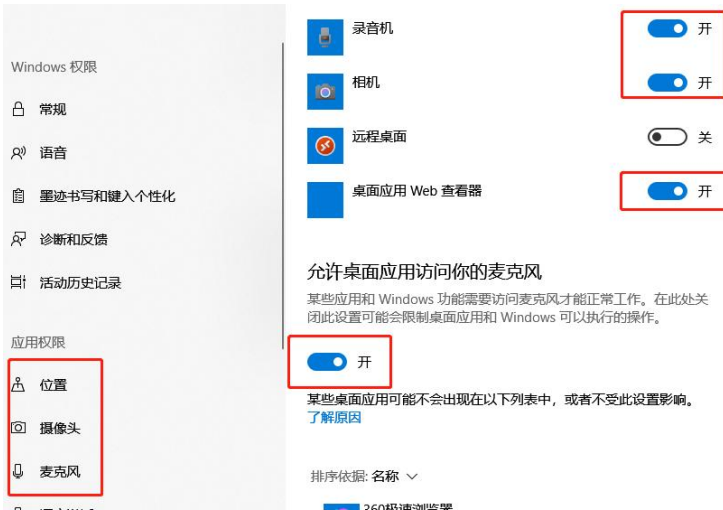 Windows 权限
常规
语音
墨迹书写和键入个性化
诊断和反馈
活动历史记录
应用权限
位置
摄像头
麦克风
录音机
开
相机
开
远程桌面
关
桌面应用 Web 查看器
开
允许桌面应用访问你的麦克风
某些应用和 Windows 功能需要访问麦克风才能正常工作。在此处关
闭此设置可能会限制桌面应用和 Windows 可以执行的操作。
开
某些桌面应用可能不会出现在以下列表中，或者不受此设置影响。
了解原因
排序依据: 名称
360极速浏览器